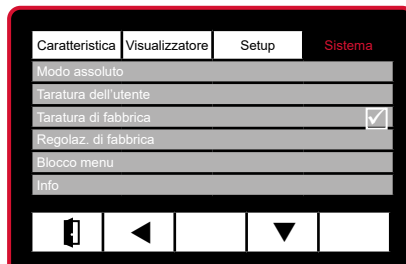 Caratteristica Visualizzatore Setup Sistema
Modo assoluto
Taratura dell'utente
Taratura di fabbrica
Regolaz. di fabbrica
Blocco menu
Info